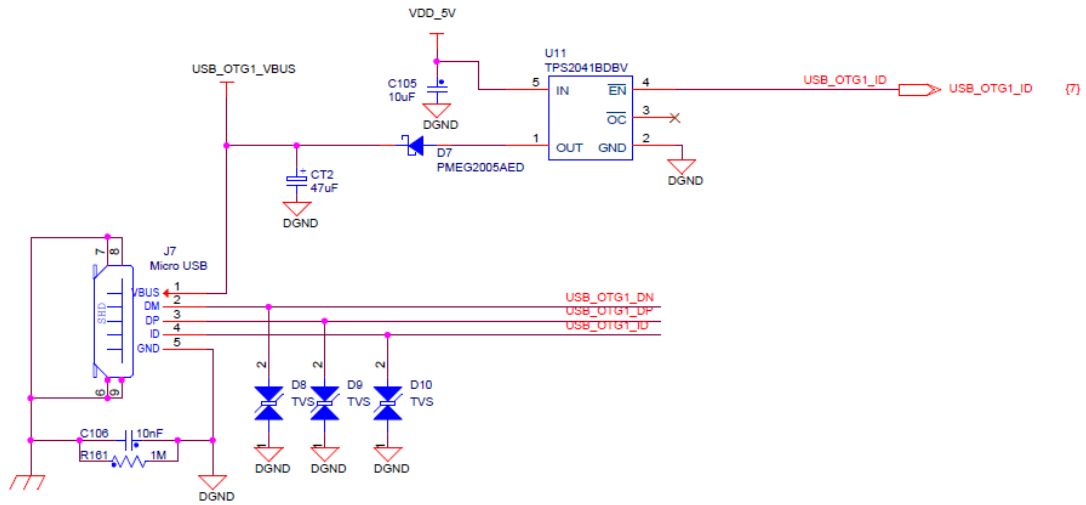 VDD_5V
U11
TPS2041BDBV
USB_OTG1_VBUS
C105
10uF
DGND
5 IN EN 4
USB_OTG1_ID
USB_OTG1_ID {7}
OC 3
1 OUT GND 2
DGND
D7
PMEG2005AED
+
CT2
47uF
DGND
J7
Micro USB
7 8
SHD
VBUS 1
DM 2
DP 3
ID 4
GND 5
6 9
USB_OTG1_DN
USB_OTG1_DP
USB_OTG1_ID
2 2 2
D8 D9 D10
TVS TVS TVS
1 1 1
DGND DGND DGND
C106 10nF
R161 1M
DGND